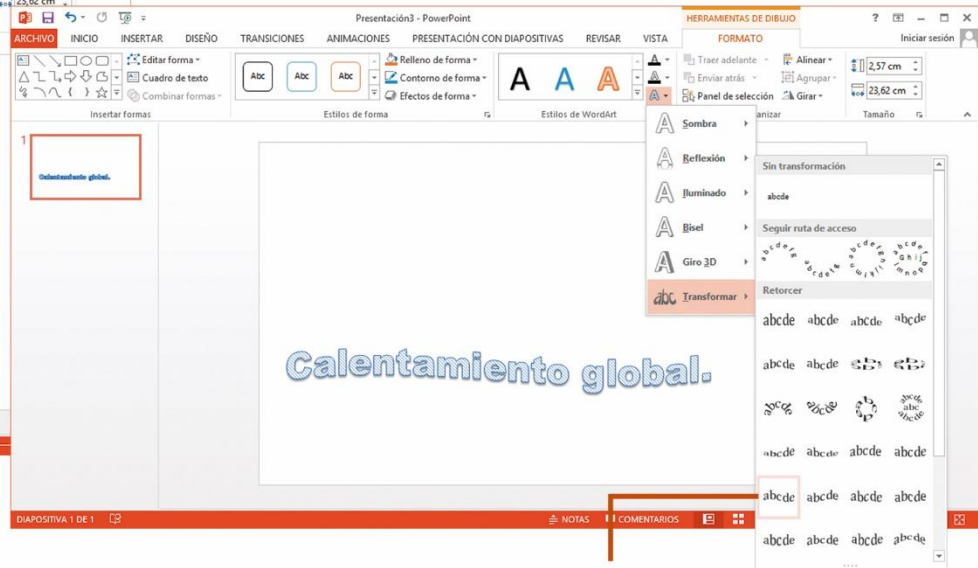 23,62 cm
Presentación3 - PowerPoint
HERRAMIENTAS DE DIBUJO
?
ARCHIVO INICIO INSERTAR DISEÑO TRANSICIONES ANIMACIONES PRESENTACIÓN CON DIAPOSITIVAS REVISAR VISTA FORMATO Iniciar sesión
Editar forma
Cuadro de texto
Combinar formas
Insertar formas
Abc Abc Abc
Relleno de forma
Contorno de forma
Efectos de forma
Estilos de forma
A A A
Estilos de WordArt
A
A
A
Traer adelante
Enviar atrás
Panel de selección
Alinear
Agrupar
Girar
anizar
2,57 cm
23,62 cm
Tamaño
Sombra
Reflexión
Iluminado
Bisel
Giro 3D
Transformar
Sin transformación
abcde
Seguir ruta de acceso
Retorcer
abcde abcde abcde abcde
abcde abcde
abcde abcde abcde abcde
abcde abcde abcde abcde
abcde abcde abcde abcde
1
Calentamiento global.
Calentamiento global.
DIAPOSITIVA 1 DE 1
NOTAS
COMENTARIOS